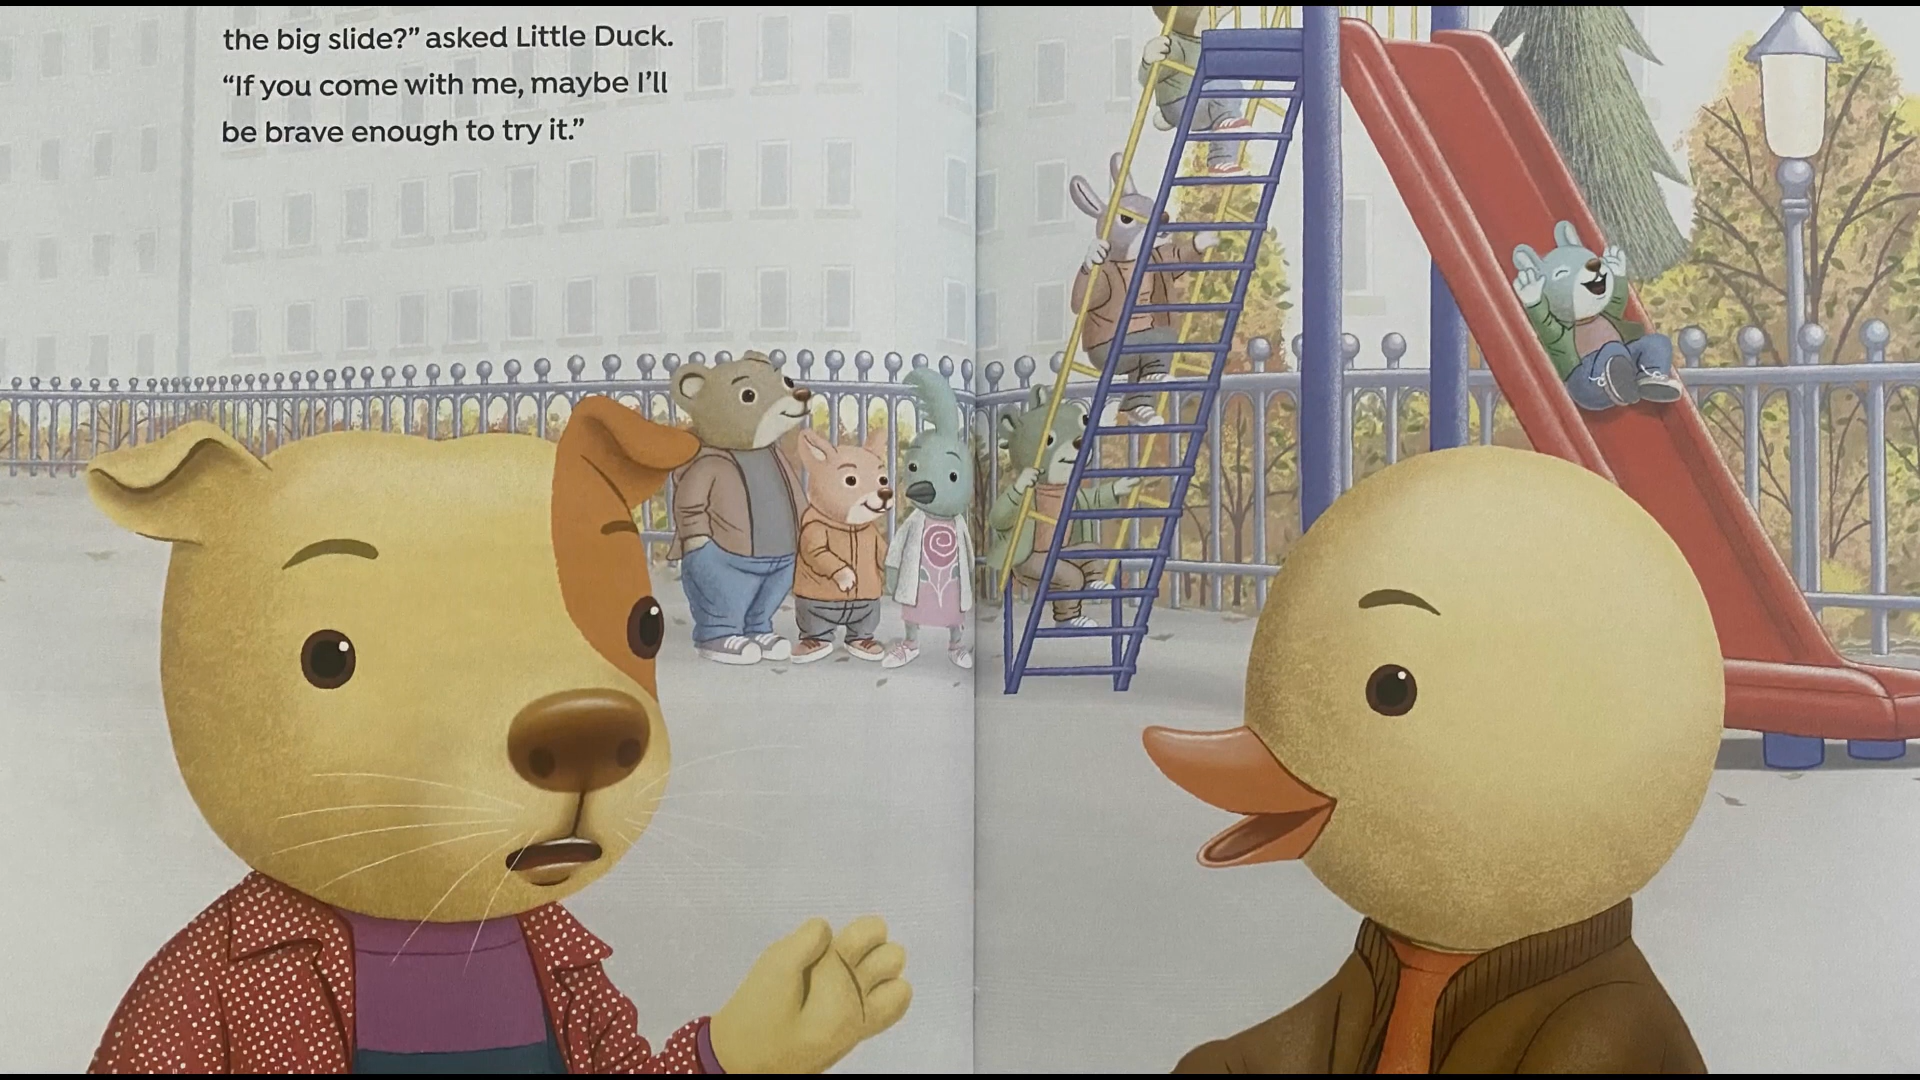 the big slide?” asked Little Duck.
“If you come with me, maybe I’ll
be brave enough to try it.”